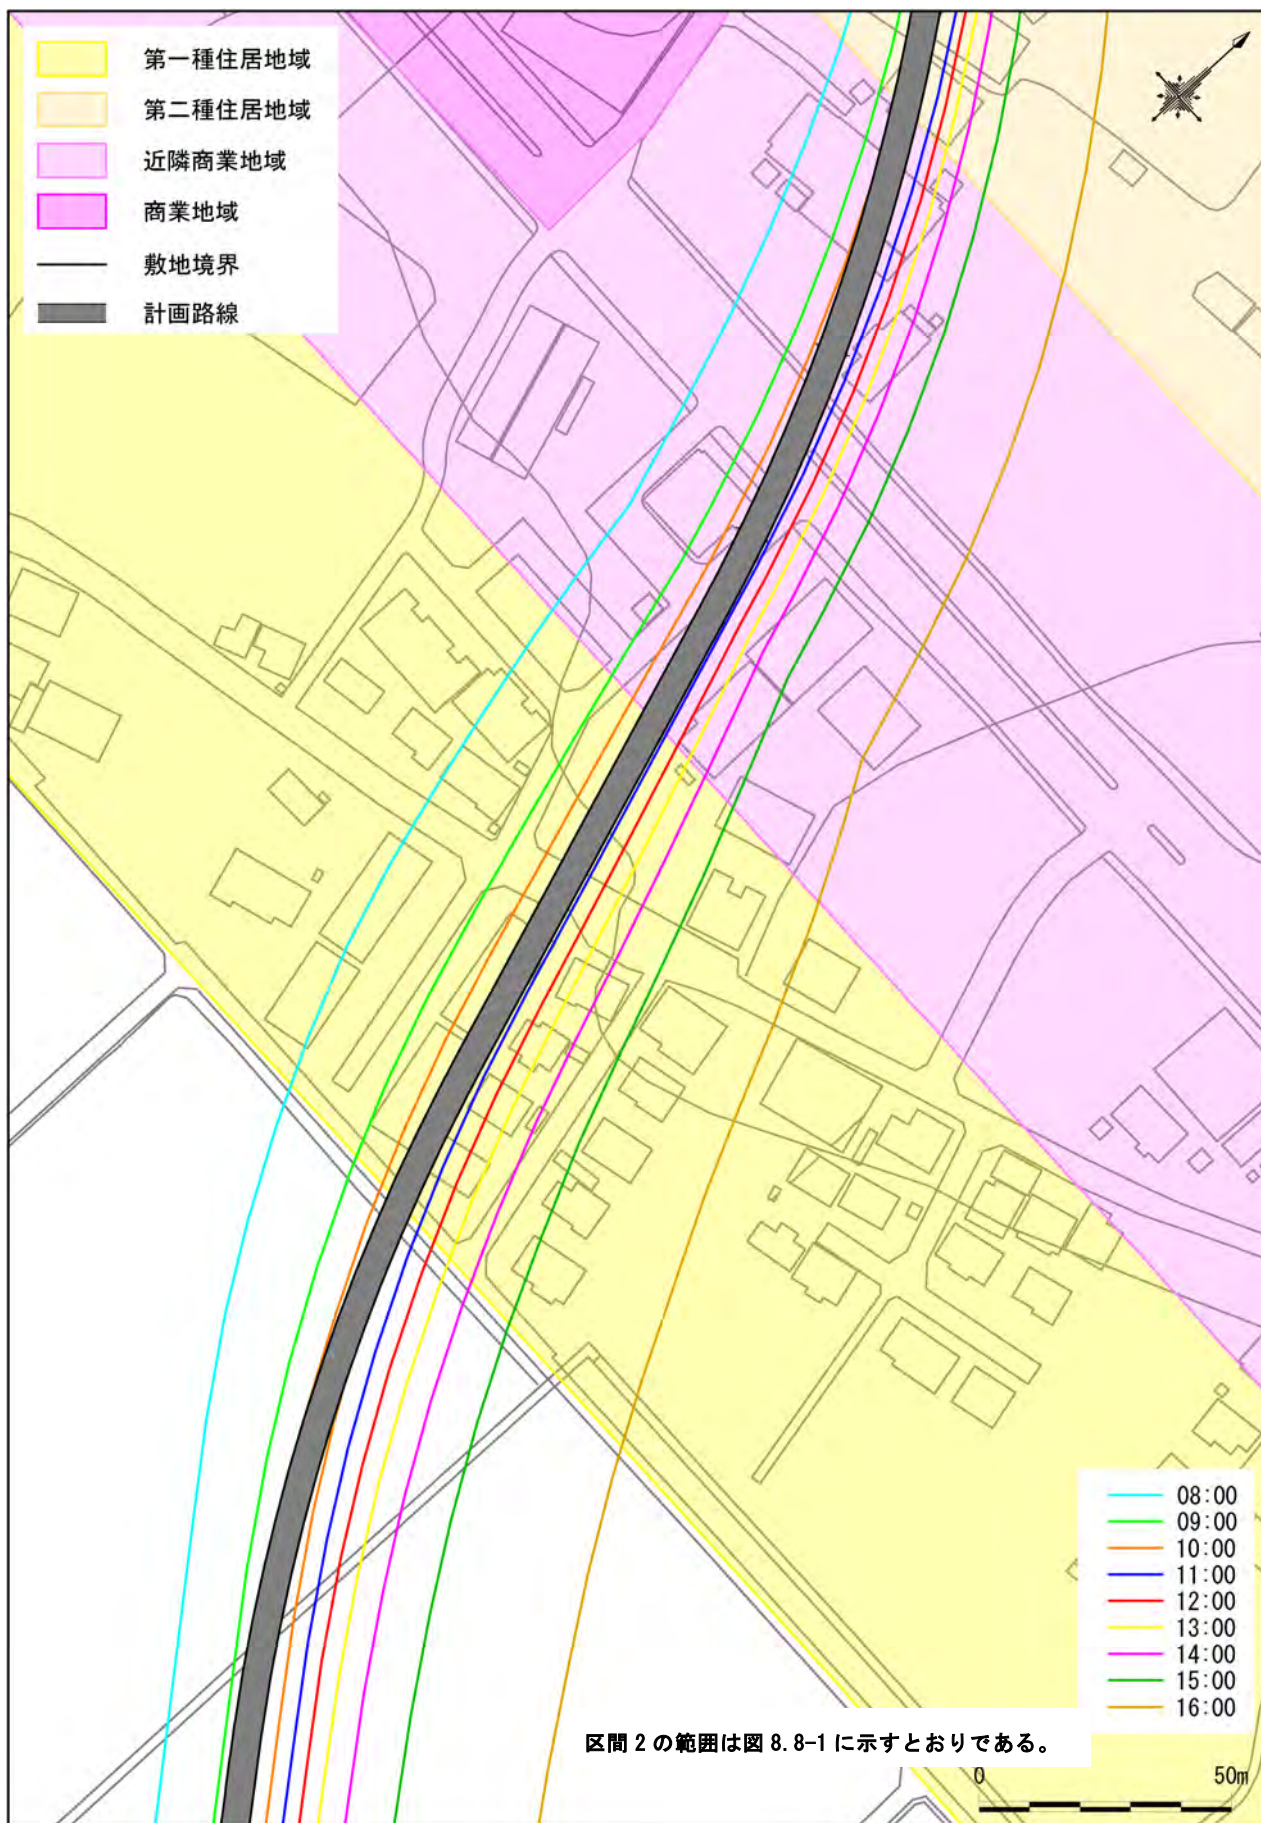 第一種住居地域
第二種住居地域
近隣商業地域
商業地域
敷地境界
計画路線
08:00
09:00
10:00
11:00
12:00
13:00
14:00
15:00
16:00
区間2の範囲は図8.8-1に示すとおりである。
0 50m